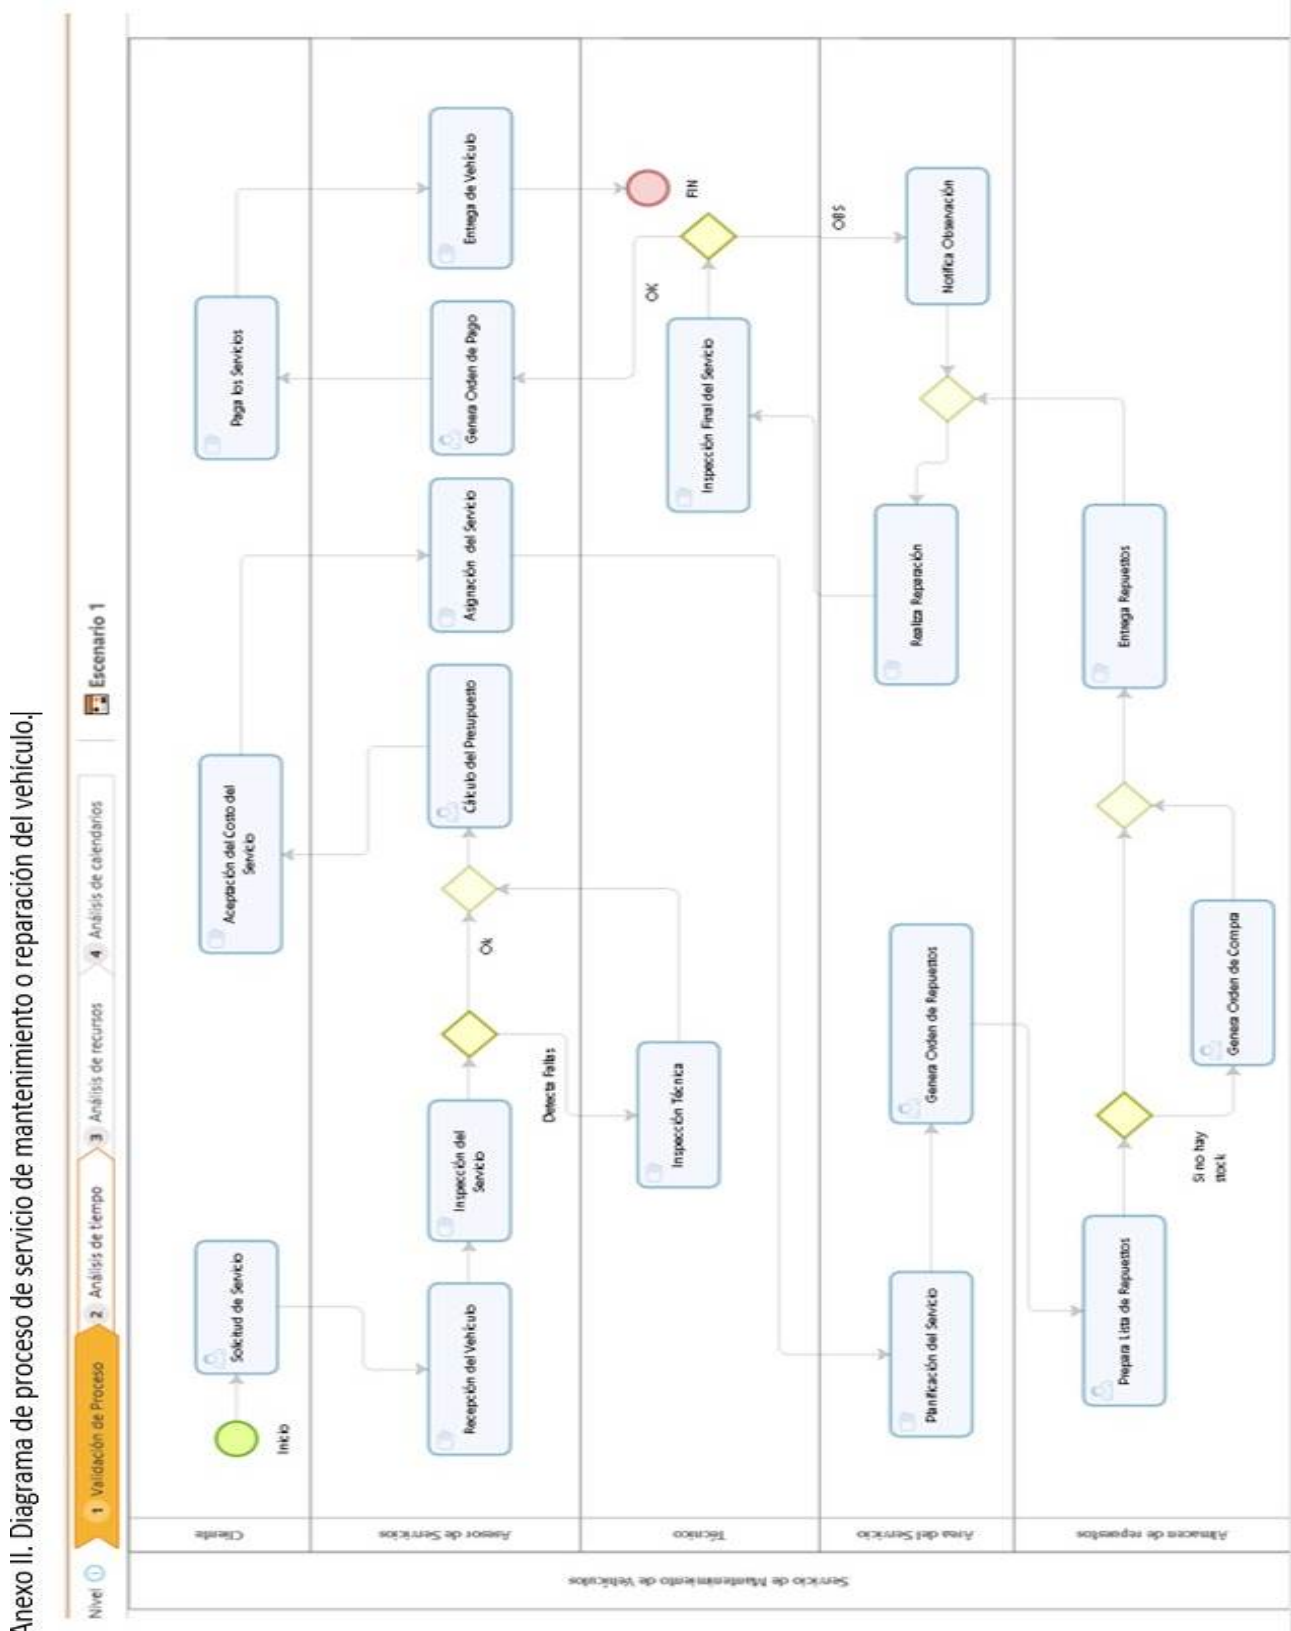 Anexo II. Diagrama de proceso de servicio de mantenimiento o reparación del vehículo.
Nivel
1 Validación de Proceso
2 Análisis de tiempo
3 Análisis de recursos
4 Análisis de calendarios
Escenario 1
Servicio de Mantenimiento de Vehículos
Cliente
Inicio
Solicitud de Servicio
Aceptación del Costo del
Servicio
Paga los Servicios
Asesor de Servicios
Recepción del Vehículo
Inspección del
Servicio
Ok
Detecta Fallas
Cálculo del Presupuesto
Asignación del Servicio
Genera Orden de Pago
Entrega de Vehículo
Técnico
Inspección Técnica
Inspección Final del Servicio
OK
FIN
OBS
Area del Servicio
Planificación del Servicio
Genera Orden de Repuestos
Realiza Reparación
Notifica Observación
Almacen de repuestos
Prepara Lista de Repuestos
Si no hay
stock
Genera Orden de Compra
Entrega Repuestos